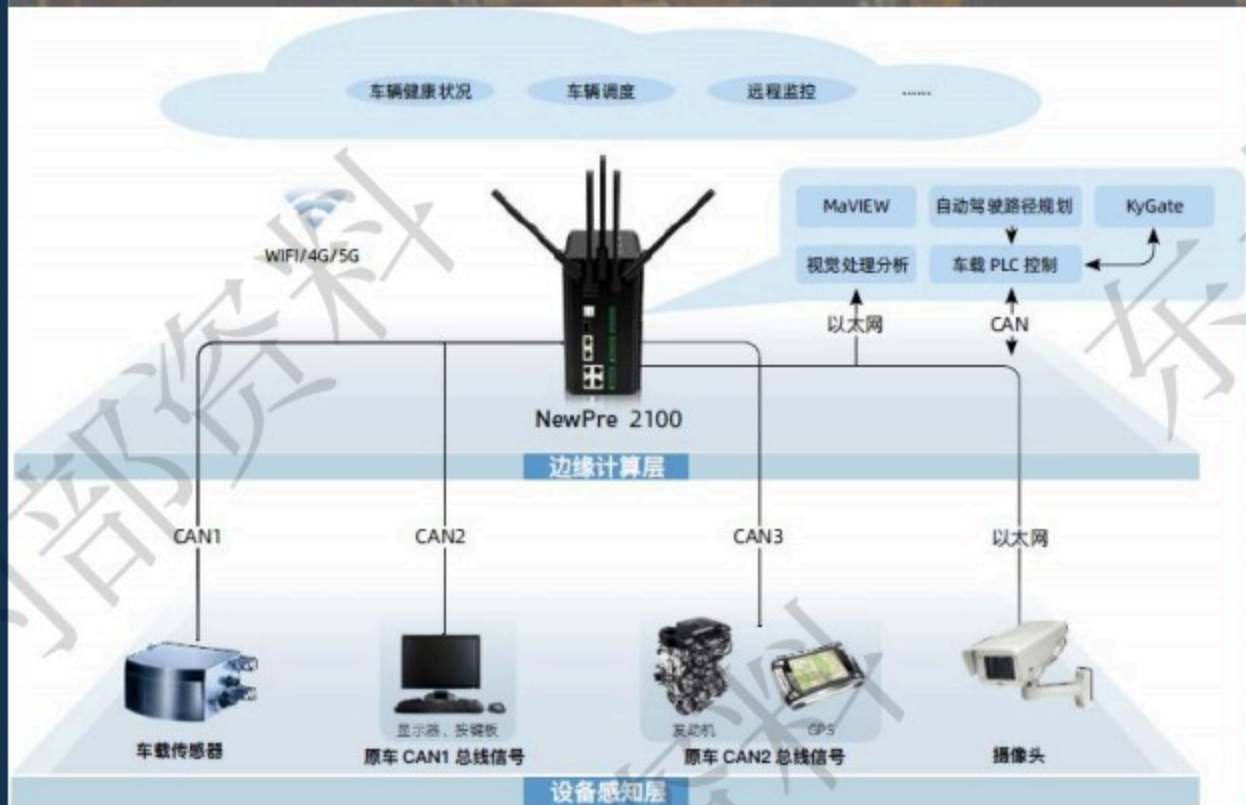 车辆健康状况 车辆调度 远程监控 ......
MaVIEW 自动驾驶路径规划 KyGate
视觉处理分析 车载 PLC 控制
WIFI/4G/5G
以太网 CAN
NewPre 2100
边缘计算层
CAN1 CAN2 CAN3 以太网
显示器、按键板 发动机 GPS
车载传感器 原车 CAN1 总线信号 原车 CAN2 总线信号 摄像头
设备感知层
部资料